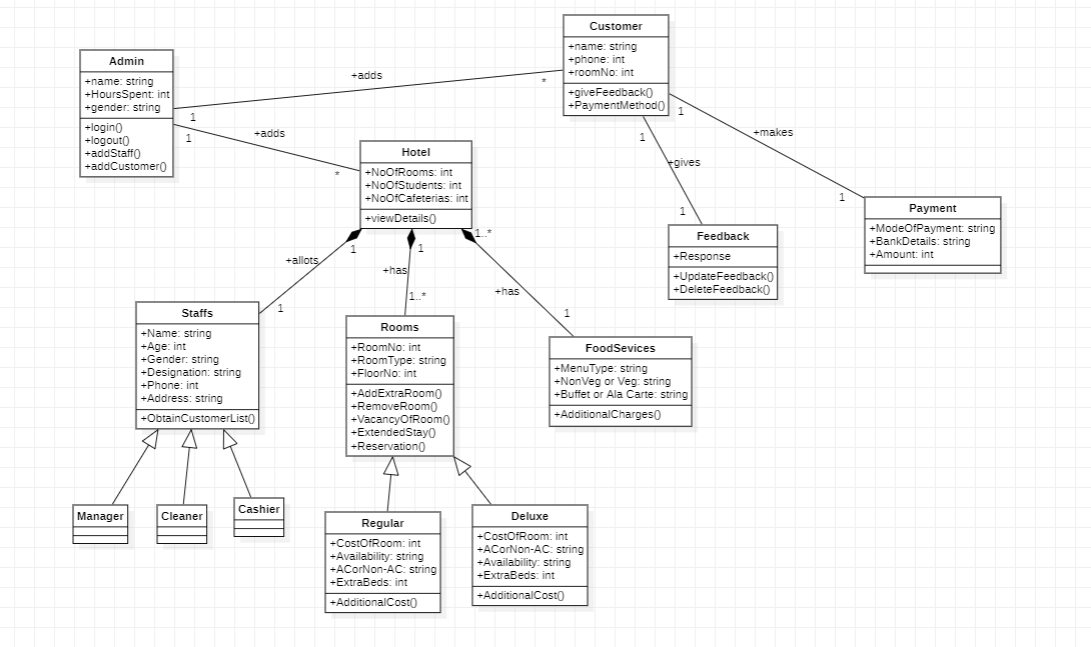 Customer
+name: string
+phone: int
+roomNo: int
+giveFeedback()
+PaymentMethod()
Admin
+name: string
+HoursSpent: int
+gender: string
+login()
+logout()
+addStaff()
+addCustomer()
+adds
*
1
1
+adds
*
Hotel
+NoOfRooms: int
+NoOfStudents: int
+NoOfCafeterias: int
+viewDetails()
1
+makes
1
1
+gives
1
Payment
+ModeOfPayment: string
+BankDetails: string
+Amount: int
Feedback
+Response
+UpdateFeedback()
+DeleteFeedback()
1
+allots
1
1
+has
1..*
1..*
+has
1
Staffs
+Name: string
+Age: int
+Gender: string
+Designation: string
+Phone: int
+Address: string
+ObtainCustomerList()
Rooms
+RoomNo: int
+RoomType: string
+FloorNo: int
+AddExtraRoom()
+RemoveRoom()
+VacancyOfRoom()
+ExtendedStay()
+Reservation()
FoodSevices
+MenuType: string
+NonVeg or Veg: string
+Buffet or Ala Carte: string
+AdditionalCharges()
Manager
Cleaner
Cashier
Regular
+CostOfRoom: int
+Availability: string
+ACorNon-AC: string
+ExtraBeds: int
+AdditionalCost()
Deluxe
+CostOfRoom: int
+ACorNon-AC: string
+Availability: string
+ExtraBeds: int
+AdditionalCost()